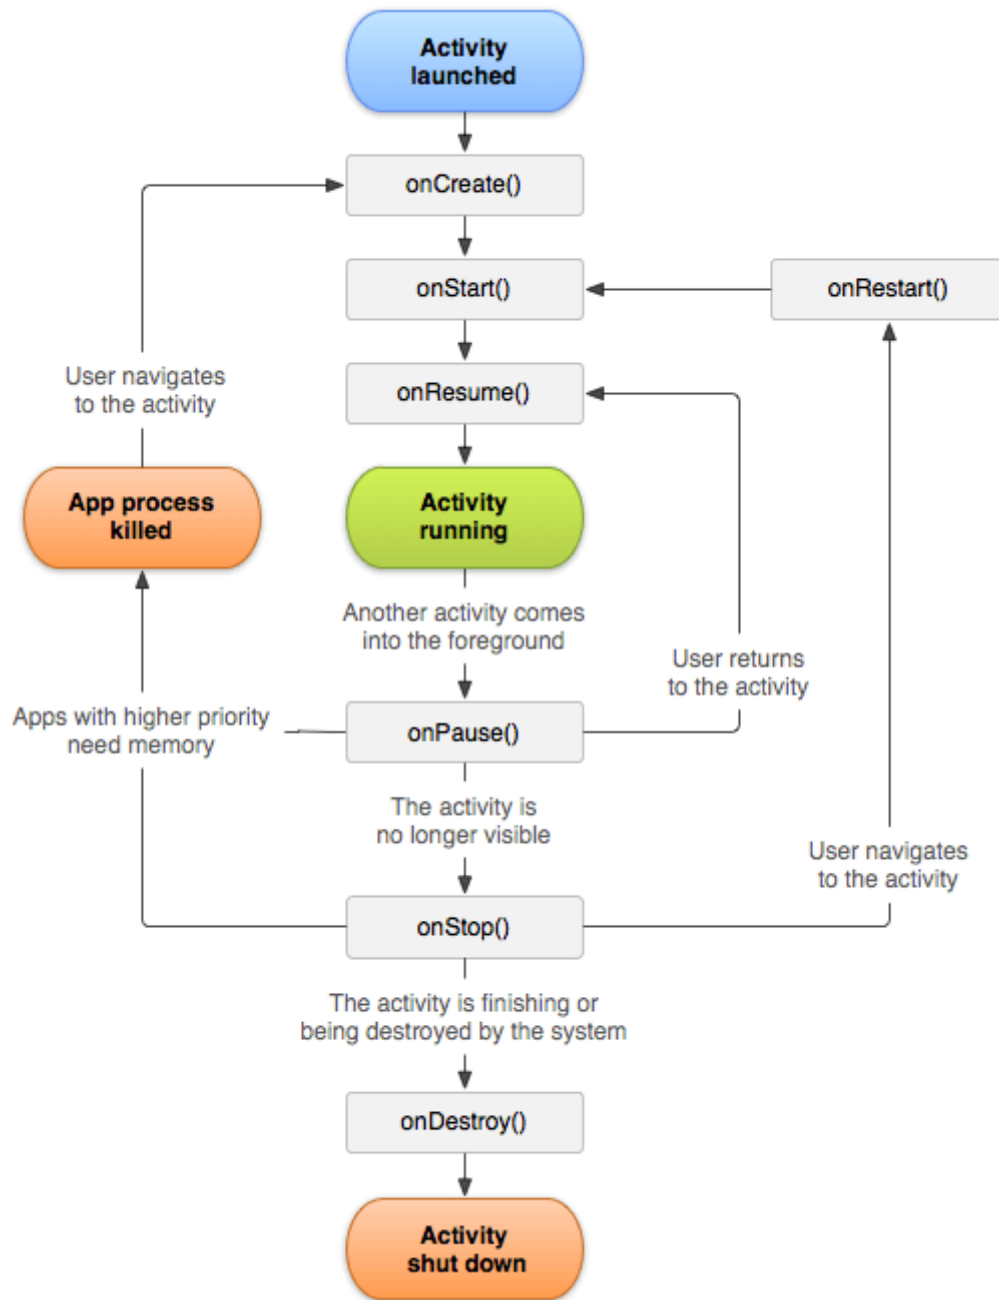 Activity
launched
onCreate()
onStart()
onRestart()
onResume()
User navigates
to the activity
App process
killed
Activity
running
Another activity comes
into the foreground
User returns
to the activity
Apps with higher priority
need memory
onPause()
The activity is
no longer visible
User navigates
to the activity
onStop()
The activity is finishing or
being destroyed by the system
onDestroy()
Activity
shut down